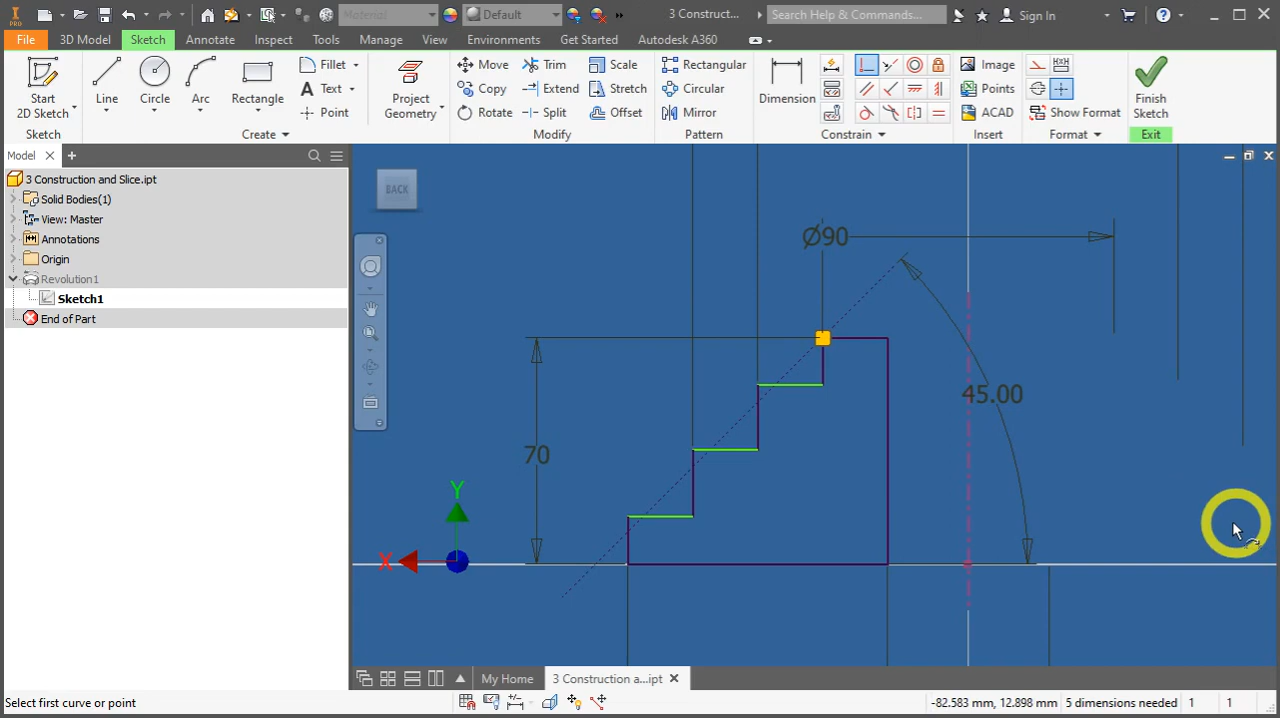 PRO
Material
Default
3 Construct...
Search Help & Commands...
Sign In
File
3D Model
Sketch
Annotate
Inspect
Tools
Manage
View
Environments
Get Started
Autodesk A360
Start
2D Sketch
Line
Circle
Arc
Rectangle
Fillet
Text
Point
Project
Geometry
Move
Copy
Rotate
Trim
Extend
Split
Scale
Stretch
Offset
Rectangular
Circular
Mirror
Dimension
Image
Points
ACAD
Show Format
Finish
Sketch
Sketch
Create
Modify
Pattern
Constrain
Insert
Format
Exit
Model
3 Construction and Slice.ipt
Solid Bodies(1)
View: Master
Annotations
Origin
Revolution1
Sketch1
End of Part
BACK
Ø90
45.00
70
Y
X
My Home
3 Construction a...ipt
Select first curve or point
-82.583 mm, 12.898 mm
5 dimensions needed
1
1